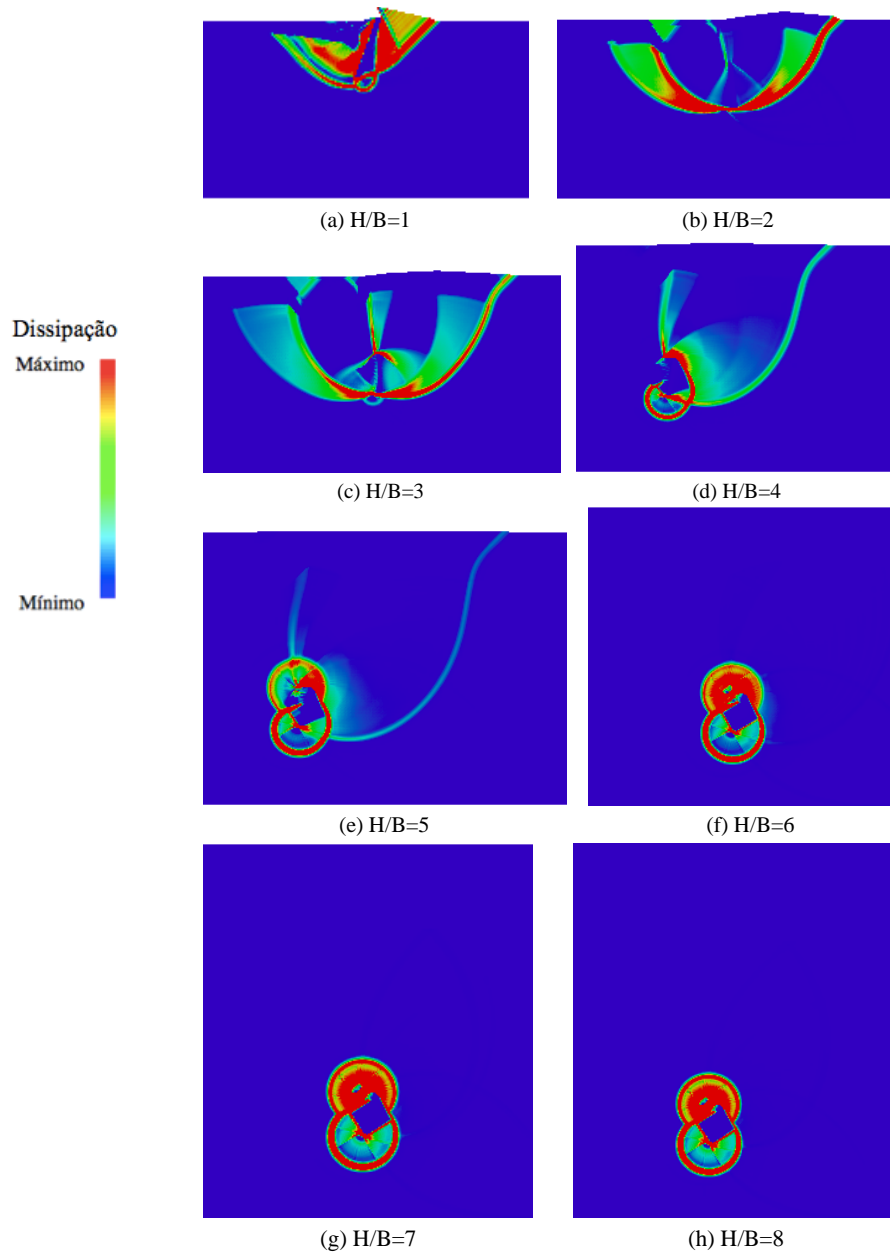 (a) H/B=1
(b) H/B=2
Dissipação
Máximo
Mínimo
(c) H/B=3
(d) H/B=4
(e) H/B=5
(f) H/B=6
(g) H/B=7
(h) H/B=8